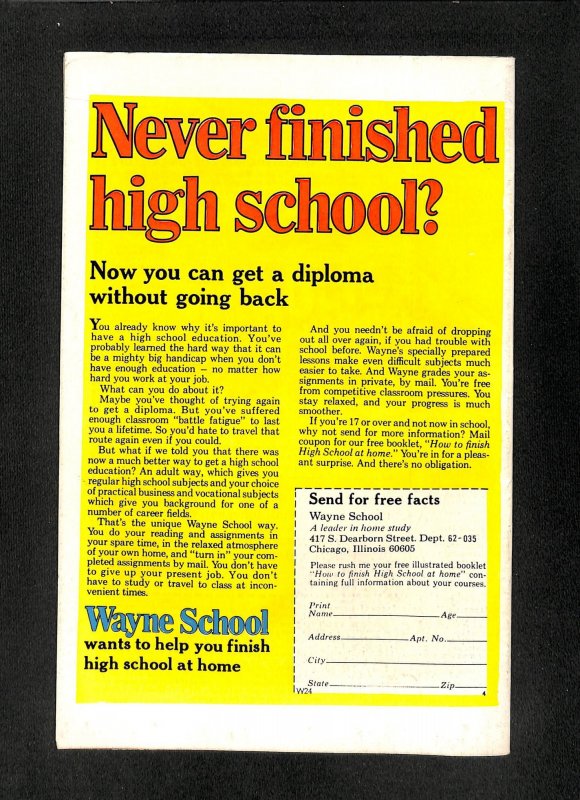 Never finished
high school?
Now you can get a diploma
without going back
You already know why it's important to
have a high school education. You've
probably learned the hard way that it can
be a mighty big handicap when you don't
have enough education – no matter how
hard you work at your job.
What can you do about it?
Maybe you've thought of trying again
to get a diploma. But you've suffered
enough classroom "battle fatigue" to last
you a lifetime. So you'd hate to travel that
route again even if you could.
But what if we told you that there was
now a much better way to get a high school
education? An adult way, which gives you
regular high school subjects and your choice
of practical business and vocational subjects
which give you background for one of a
number of career fields.
That's the unique Wayne School way.
You do your reading and assignments in
your spare time, in the relaxed atmosphere
of your own home, and "turn in" your com-
pleted assignments by mail. You don't have
to give up your present job. You don't
have to study or travel to class at incon-
venient times.
Wayne School
wants to help you finish
high school at home
And you needn't be afraid of dropping
out all over again, if you had trouble with
school before. Wayne's specially prepared
lessons make even difficult subjects much
easier to take. And Wayne grades your as-
signments in private, by mail. You're free
from competitive classroom pressures. You
stay relaxed, and your progress is much
smoother.
If you're 17 or over and not now in school,
why not send for more information? Mail
coupon for our free booklet, "How to finish
High School at home." You're in for a pleas-
ant surprise. And there's no obligation.
Send for free facts
Wayne School
A leader in home study
417 S. Dearborn Street. Dept. 62-035
Chicago, Illinois 60605
Please rush me your free illustrated booklet
"How to finish High School at home" con-
taining full information about your courses.
Print
Name Age
Address Apt. No.
City
State Zip
W24 4